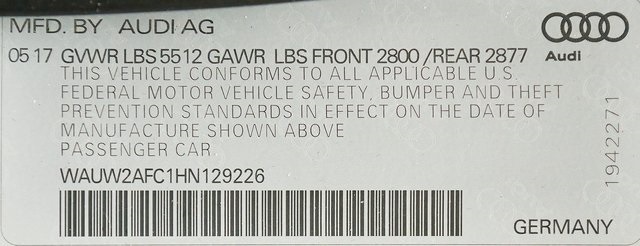 MFD. BY AUDI AG
05 17 GVWR LBS 5512 GAWR LBS FRONT 2800 /REAR 2877
Audi
THIS VEHICLE CONFORMS TO ALL APPLICABLE U.S.
FEDERAL MOTOR VEHICLE SAFETY, BUMPER AND THEFT
PREVENTION STANDARDS IN EFFECT ON THE DATE OF
MANUFACTURE SHOWN ABOVE
PASSENGER CAR
WAUW2AFC1HN129226
1942271
GERMANY